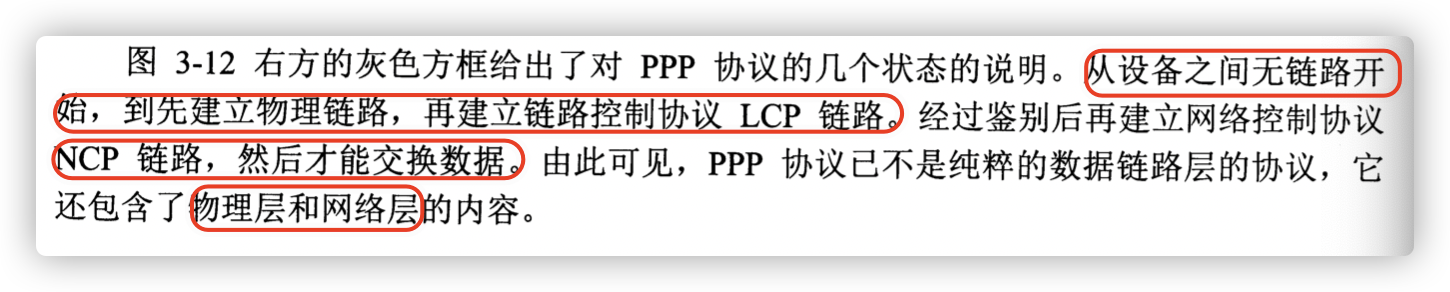 图 3-12 右方的灰色方框给出了对 PPP 协议的几个状态的说明。从设备之间无链路开
始，到先建立物理链路，再建立链路控制协议 LCP 链路。经过鉴别后再建立网络控制协议
NCP 链路，然后才能交换数据。由此可见，PPP 协议已不是纯粹的数据链路层的协议，它
还包含了物理层和网络层的内容。